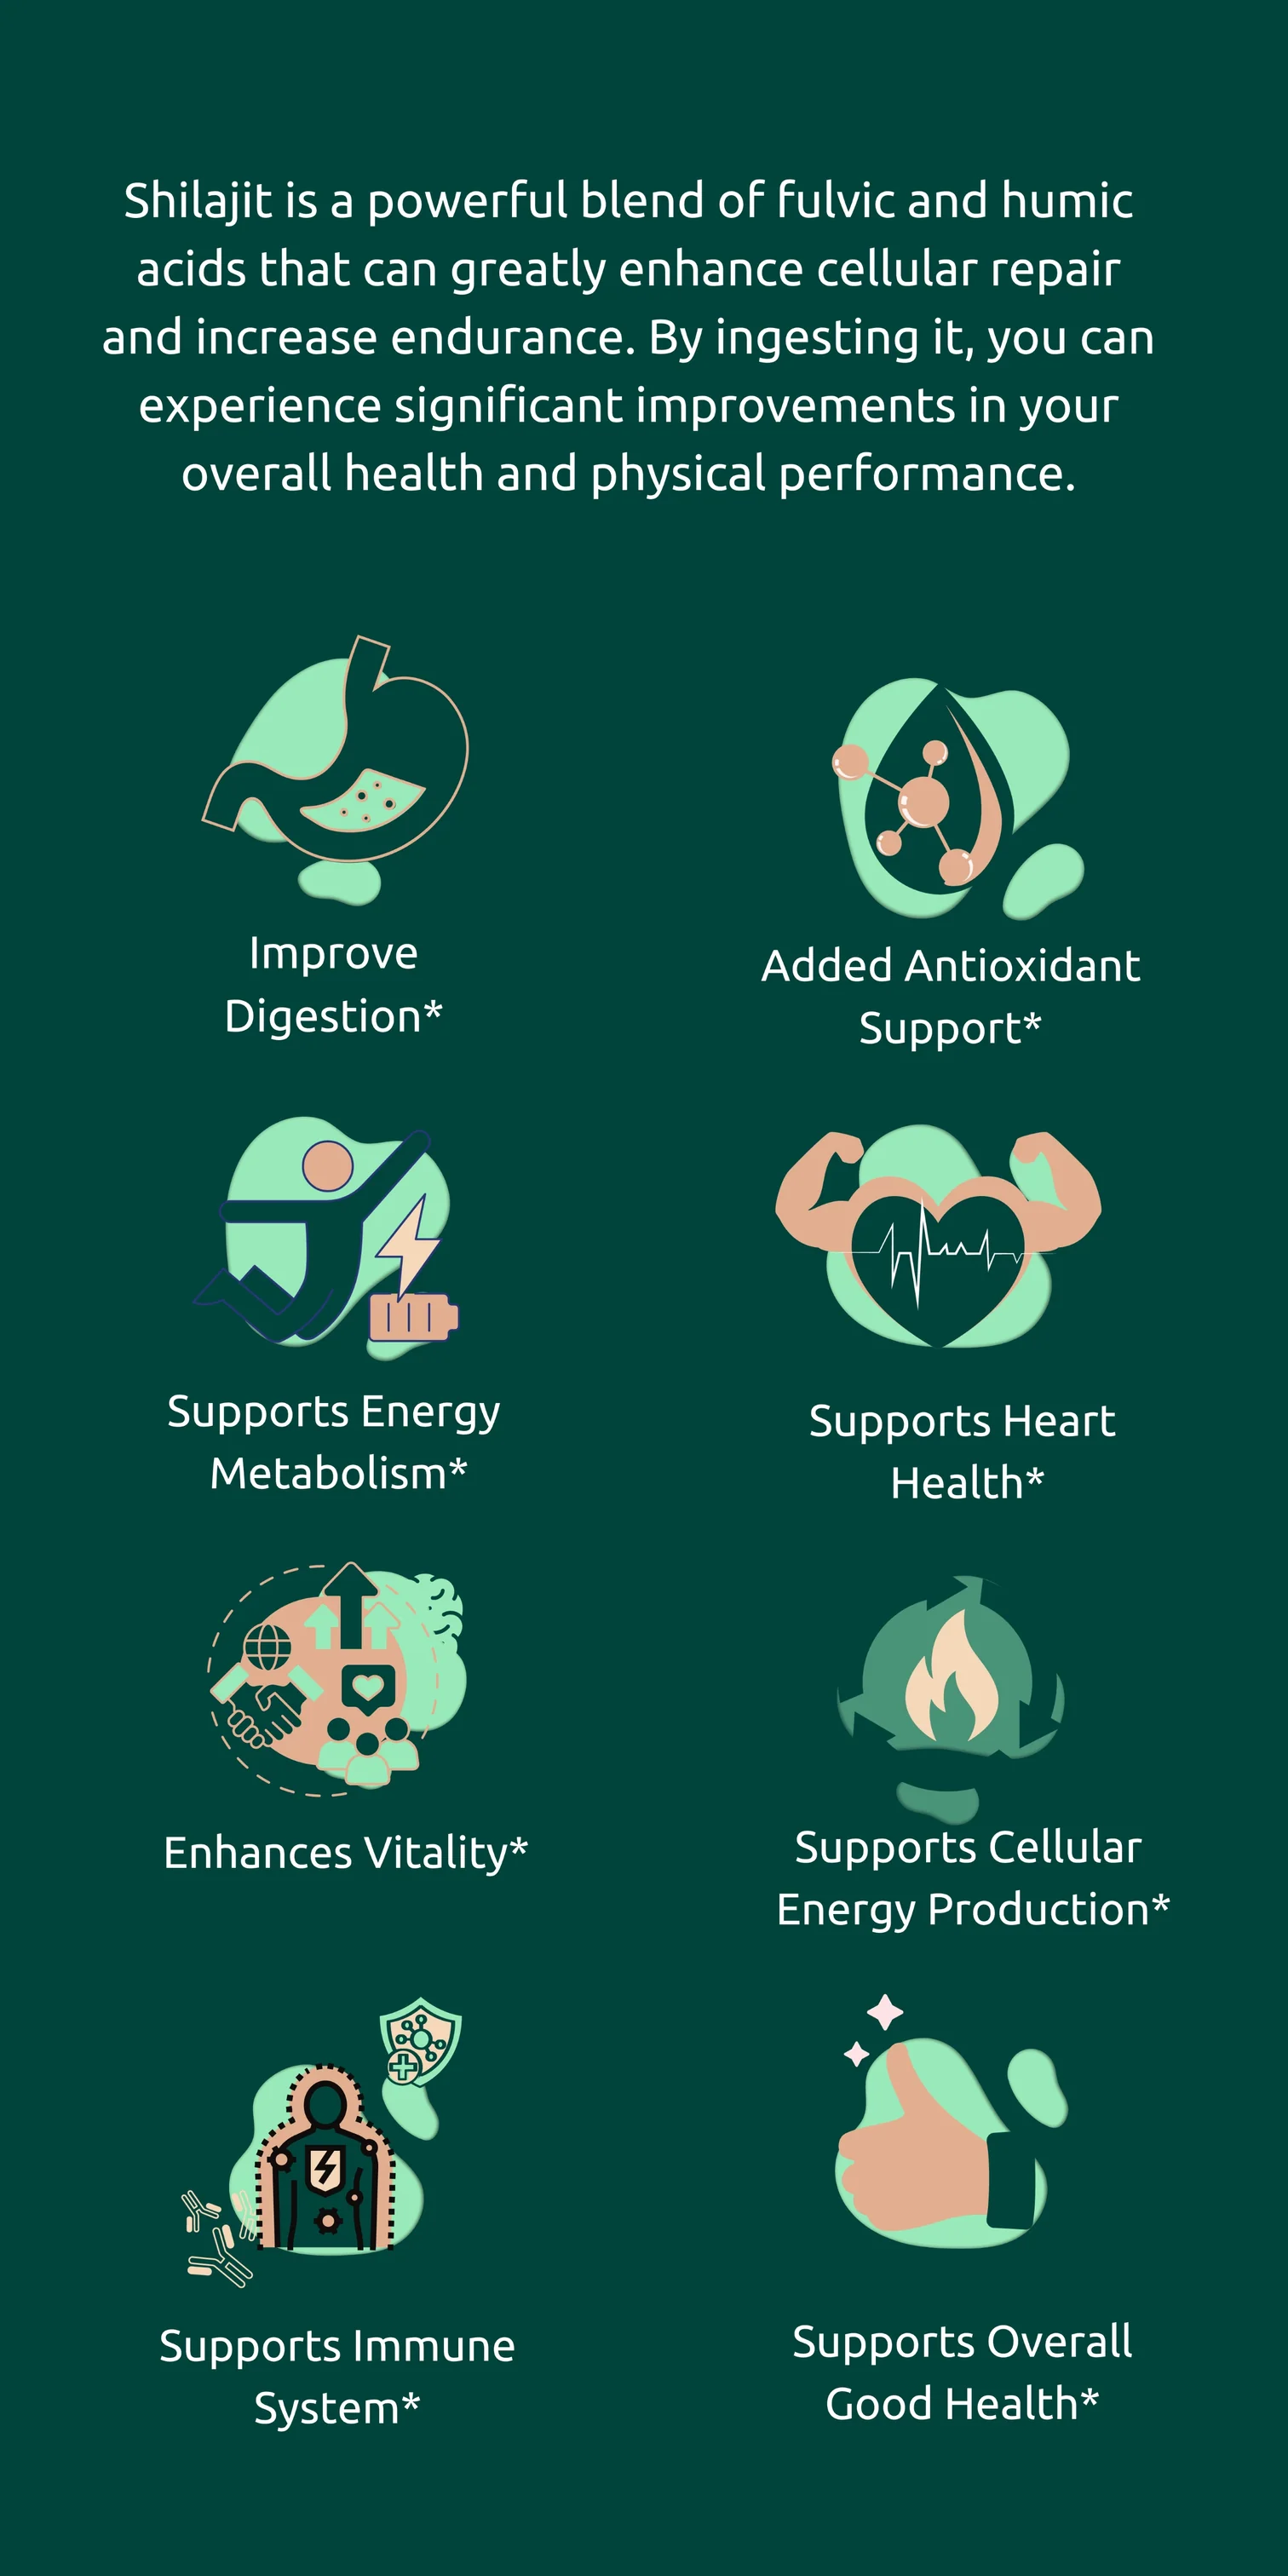 Shilajit is a powerful blend of fulvic and humic
acids that can greatly enhance cellular repair
and increase endurance. By ingesting it, you can
experience significant improvements in your
overall health and physical performance.
Improve
Digestion*
Added Antioxidant
Support*
Supports Energy
Metabolism*
Supports Heart
Health*
Enhances Vitality*
Supports Cellular
Energy Production*
Supports Immune
System*
Supports Overall
Good Health*